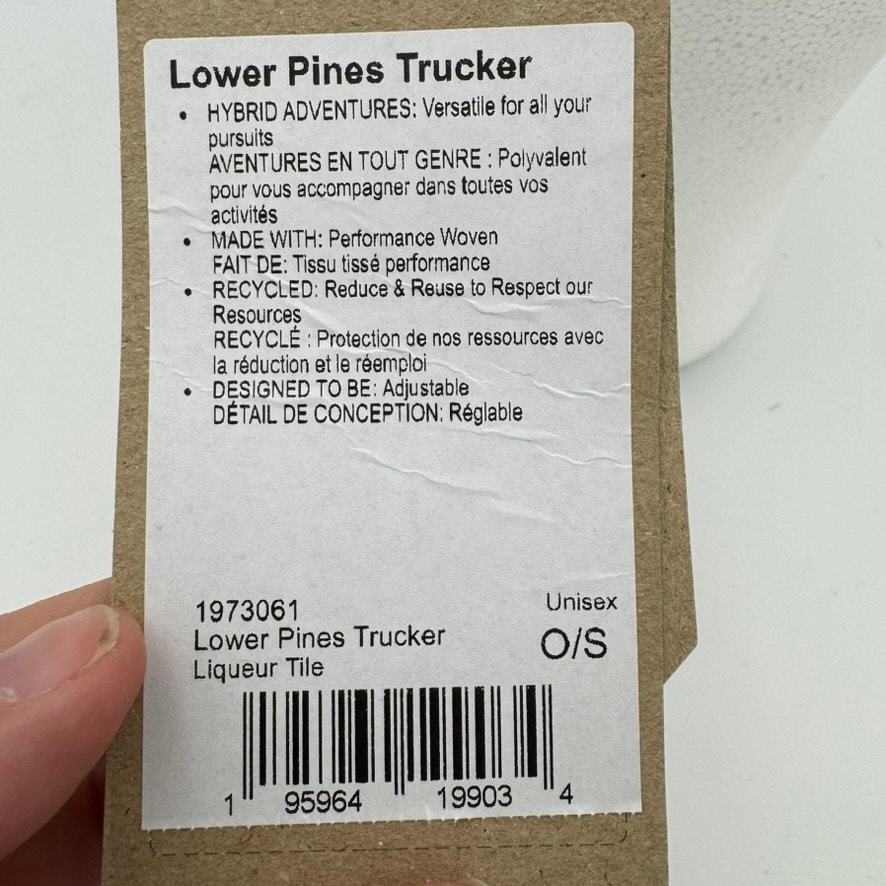 Lower Pines Trucker
• HYBRID ADVENTURES: Versatile for all your
pursuits
AVENTURES EN TOUT GENRE : Polyvalent
pour vous accompagner dans toutes vos
activités
• MADE WITH: Performance Woven
FAIT DE: Tissu tissé performance
• RECYCLED: Reduce & Reuse to Respect our
Resources
RECYCLÉ : Protection de nos ressources avec
la réduction et le réemploi
• DESIGNED TO BE: Adjustable
DÉTAIL DE CONCEPTION: Réglable
1973061 Unisex
Lower Pines Trucker O/S
Liqueur Tile
1 95964 19903 4